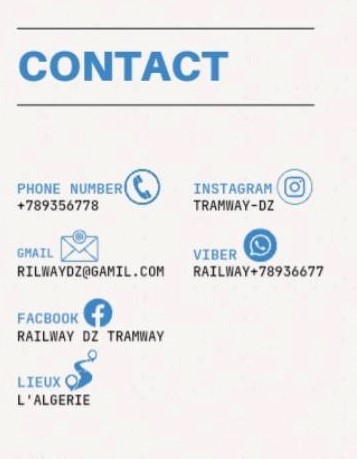 CONTACT
PHONE NUMBER
+789356778
INSTAGRAM
TRAMWAY-DZ
GMAIL
RILWAYDZ@GAMIL.COM
VIBER
RAILWAY+78936677
FACBOOK
RAILWAY DZ TRAMWAY
LIEUX
L'ALGERIE